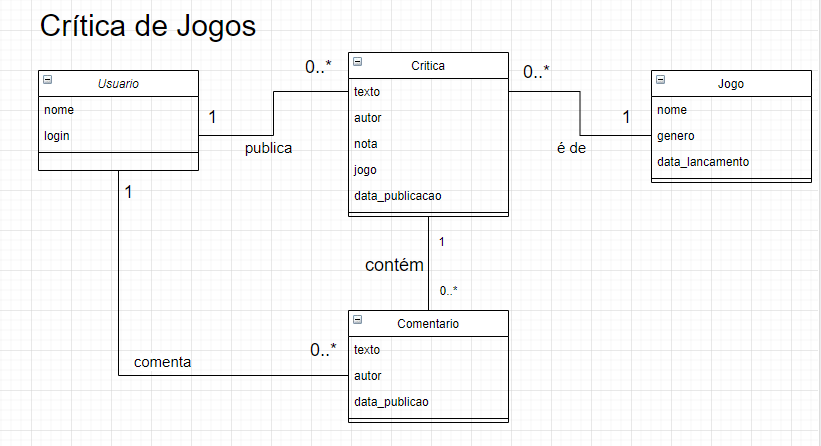 Crítica de Jogos
Usuario
nome
login
1
publica
0..*
Critica
texto
autor
nota
jogo
data_publicacao
0..*
é de
1
Jogo
nome
genero
data_lancamento
1
contém
0..*
1
comenta
0..*
Comentario
texto
autor
data_publicao